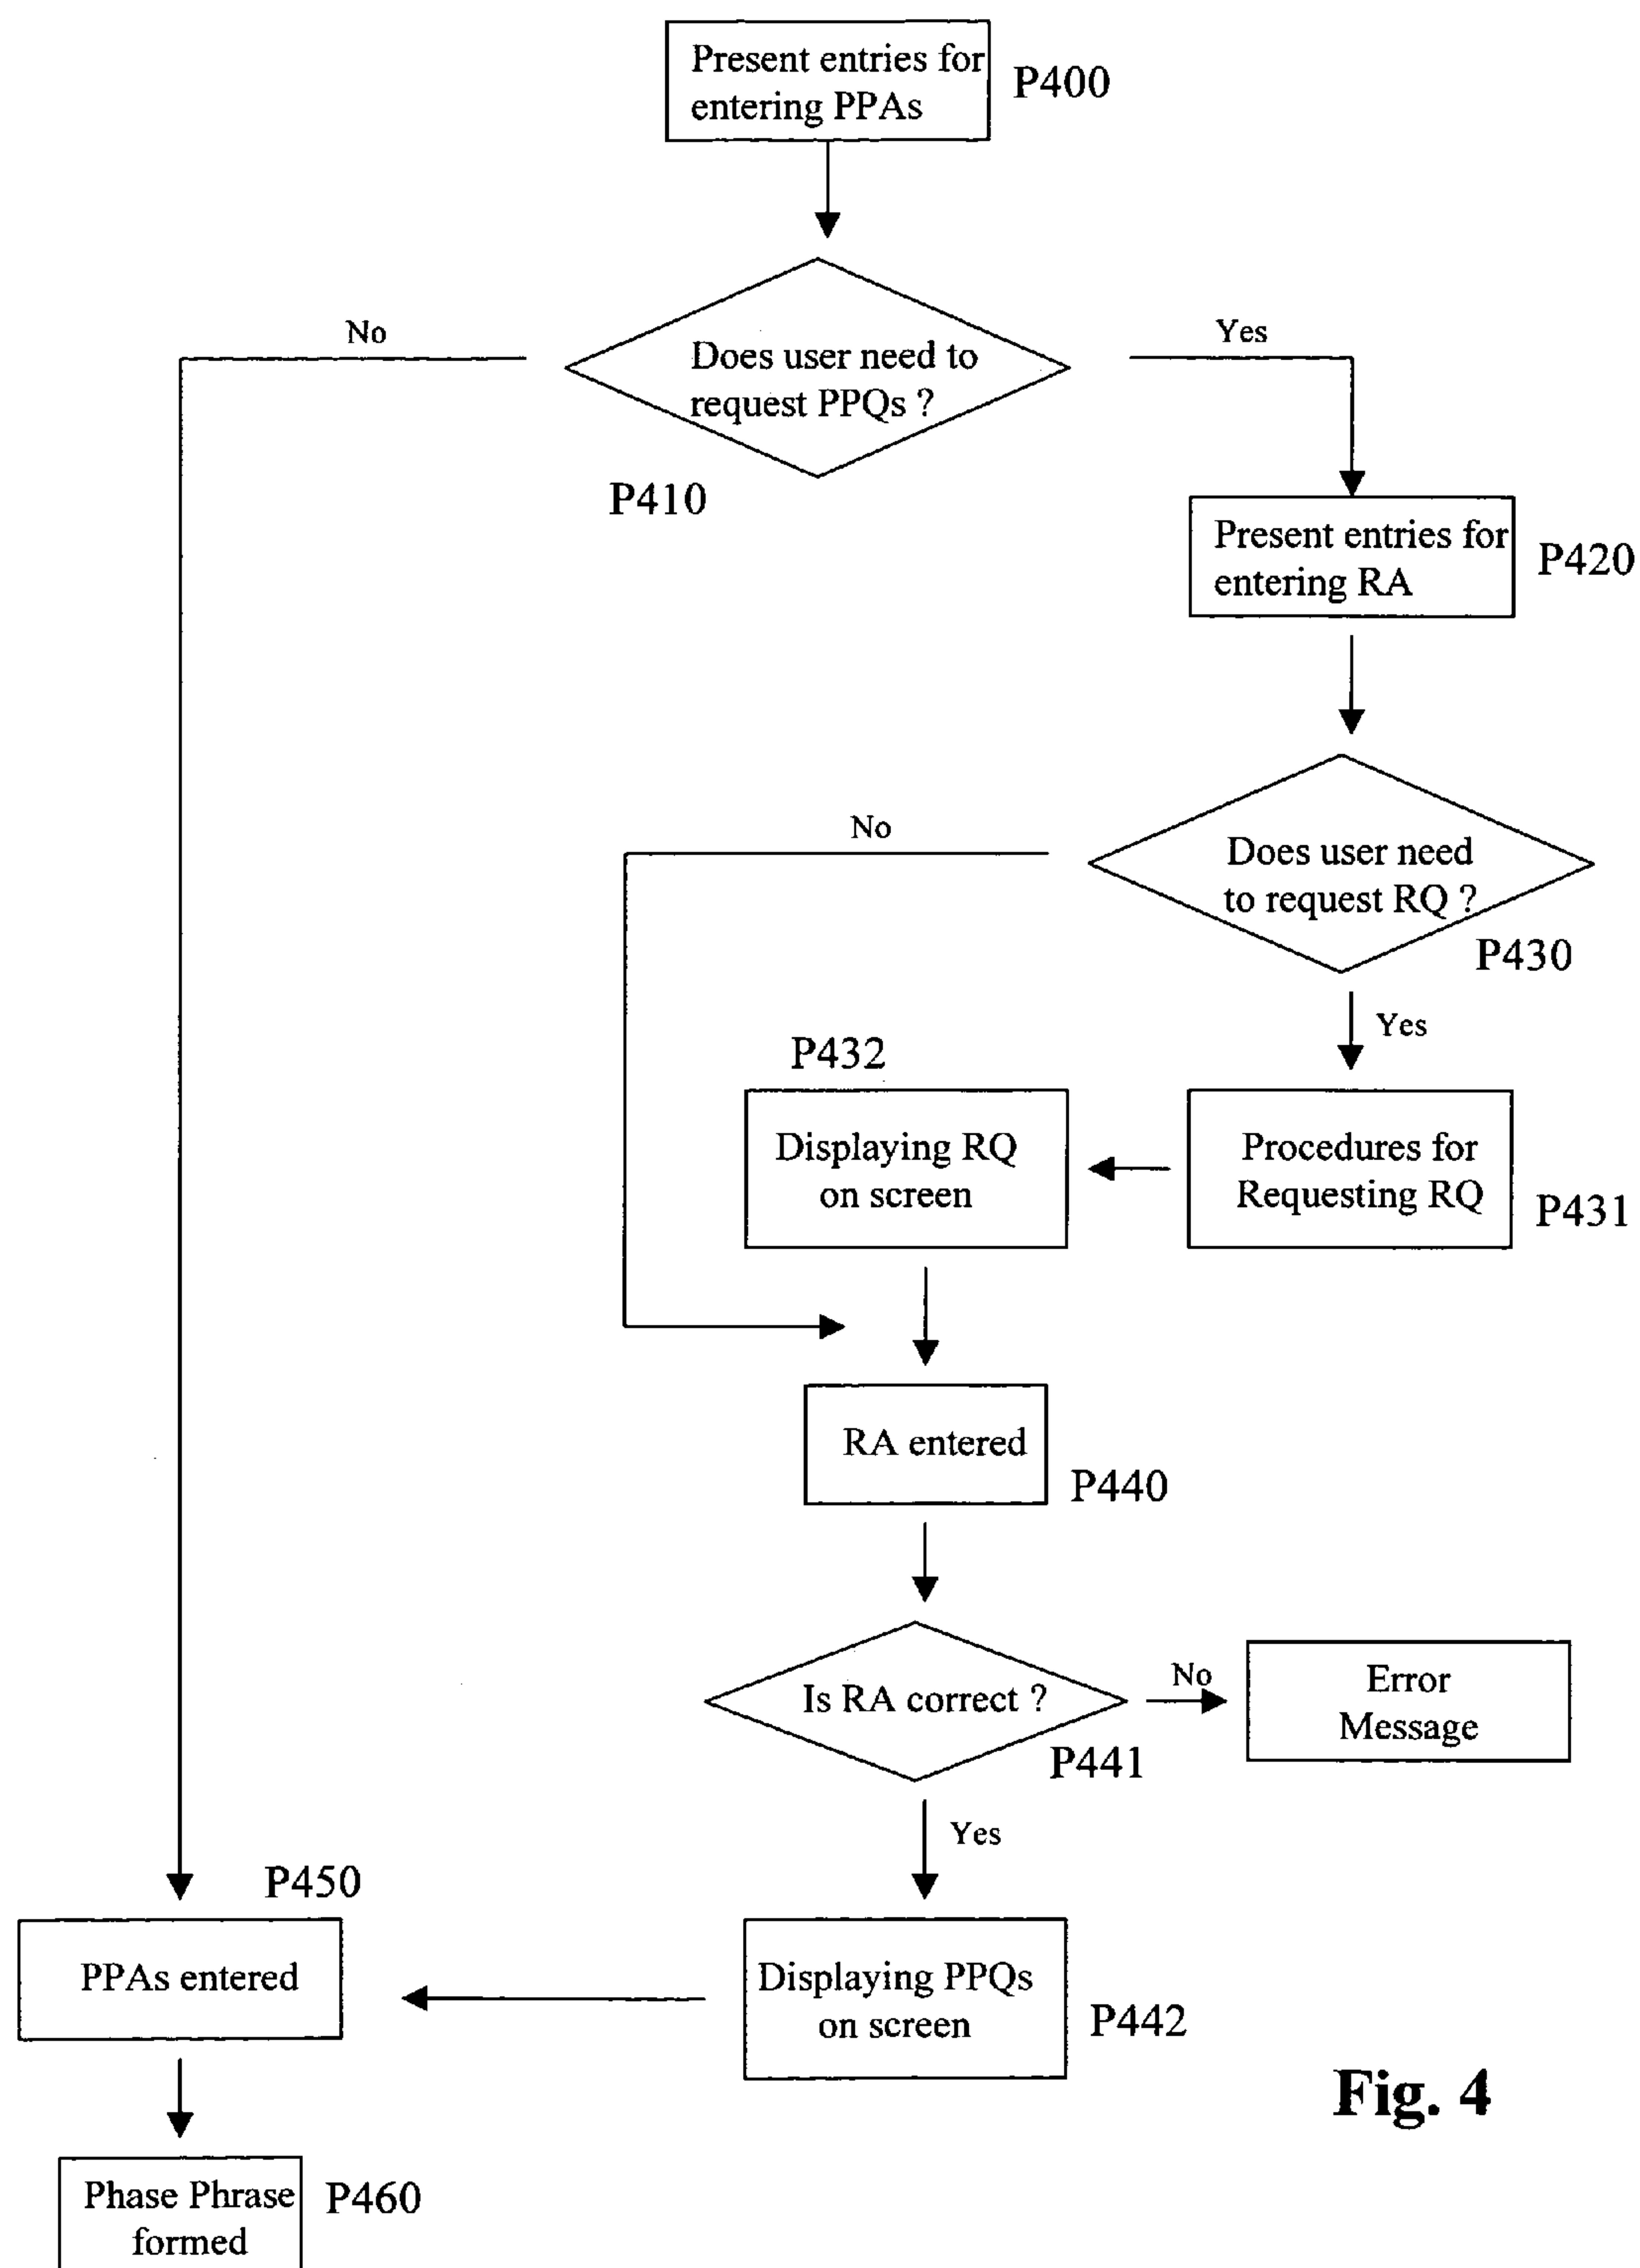 Present entries for
entering PPAs
P400
No
Yes
Does user need to
request PPQs ?
P410
Present entries for
entering RA
P420
No
Does user need
to request RQ ?
P430
Yes
P432
Displaying RQ
on screen
Procedures for
Requesting RQ
P431
RA entered
P440
Is RA correct ?
No
Error
Message
P441
Yes
P450
PPAs entered
Displaying PPQs
on screen
P442
Fig. 4
Phase Phrase
formed
P460